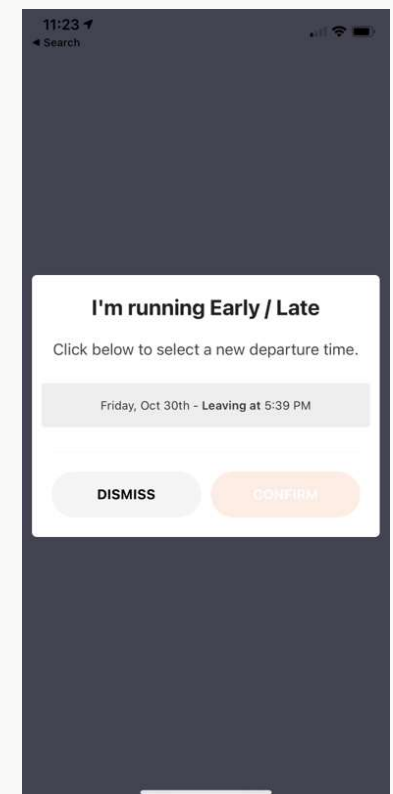 11:23
◀ Search
I'm running Early / Late
Click below to select a new departure time.
Friday, Oct 30th - Leaving at 5:39 PM
DISMISS
CONFIRM